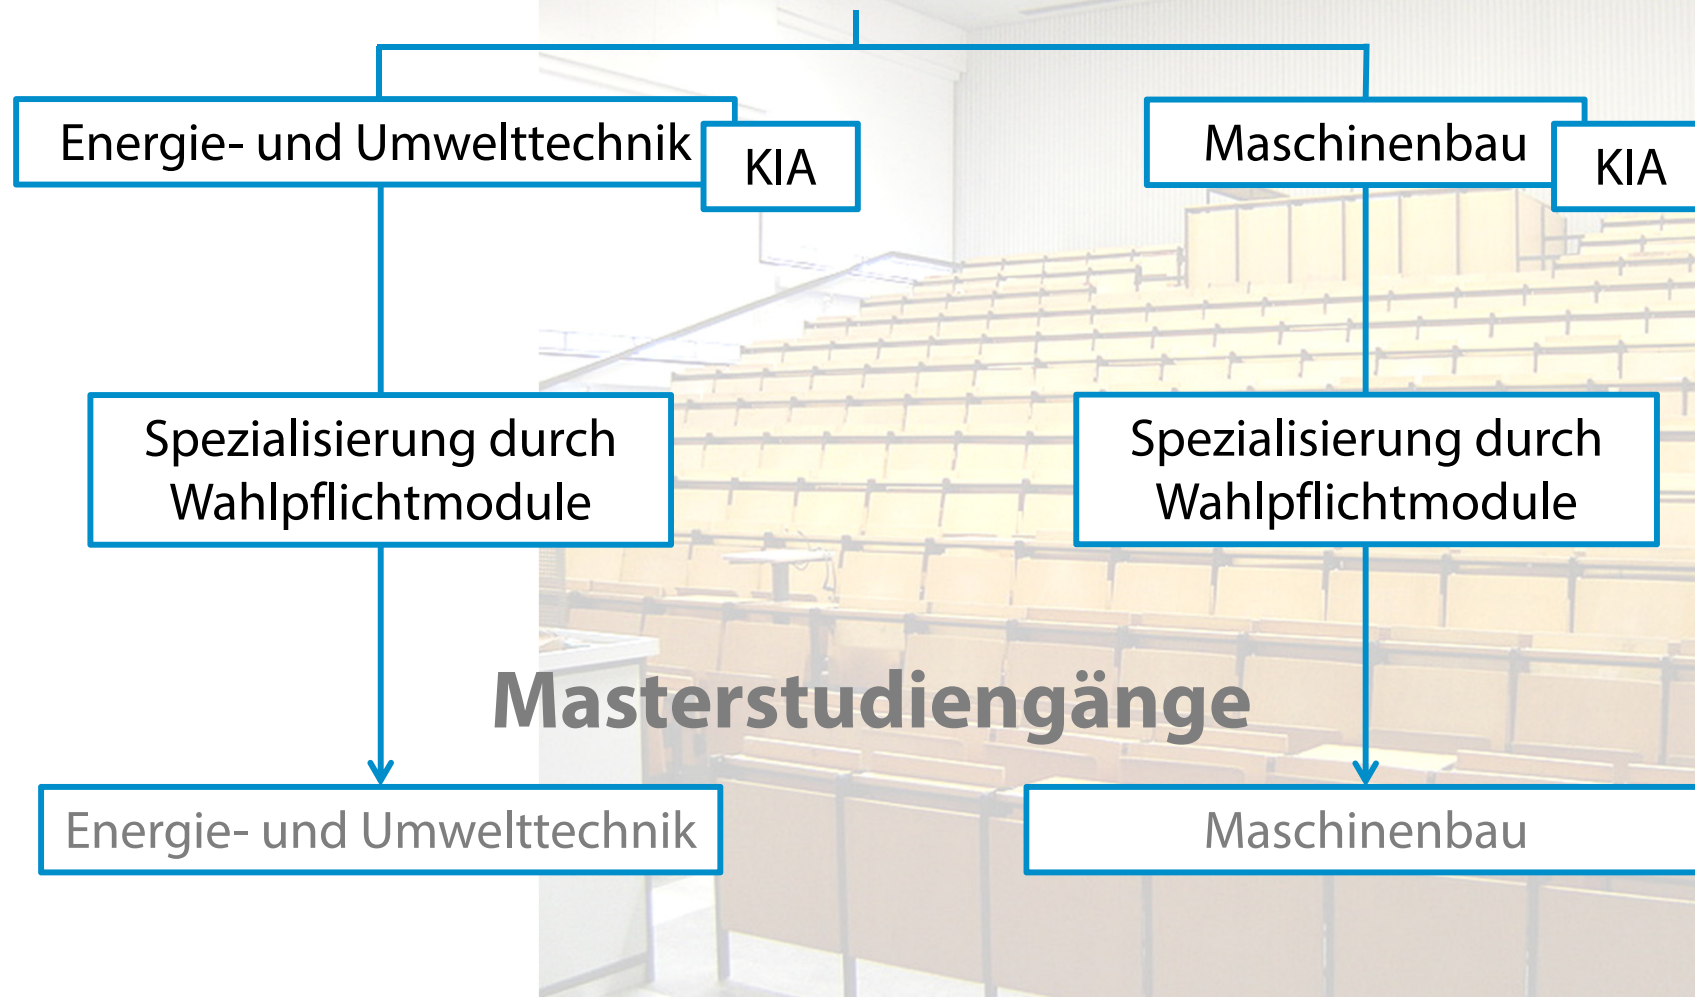 Energie- und Umwelttechnik
KIA
Maschinenbau
KIA
Spezialisierung durch
Wahlpflichtmodule
Spezialisierung durch
Wahlpflichtmodule
Masterstudiengänge
Energie- und Umwelttechnik
Maschinenbau